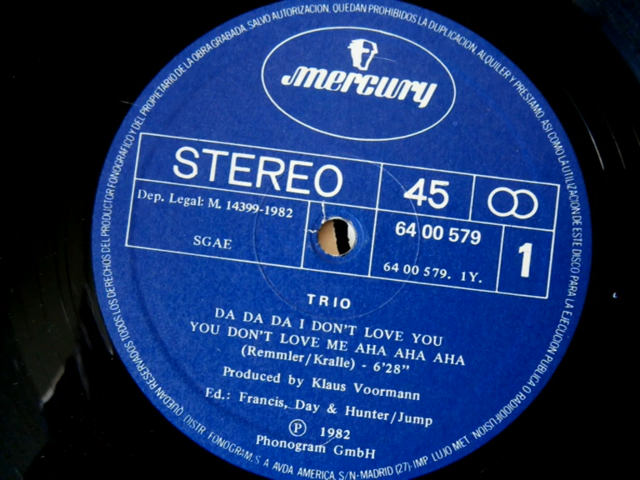 mercury
STEREO
45
Dep. Legal: M. 14399-1982
SGAE
64 00 579
64 00 579. 1Y.
1
TRIO
DA DA DA I DON'T LOVE YOU
YOU DON'T LOVE ME AHA AHA AHA
(Remmler/Kralle) - 6'28"
Produced by Klaus Voormann
Ed.: Francis, Day & Hunter/Jump
Ⓟ 1982
Phonogram GmbH
QUEDAN RESERVADOS TODOS LOS DERECHOS DEL PRODUCTOR FONOGRAFICO Y DEL PROPIETARIO DE LA OBRA GRABADA. SALVO AUTORIZACION, QUEDAN PROHIBIDOS LA DUPLICACION, ALQUILER Y PRESTAMO, ASI COMO LA UTILIZACION DE ESTE DISCO PARA LA EJECUCION PUBLICA O RADIODIFUSION
DISTR. FONOGRAM, S. A. AVDA. AMERICA, S/N - MADRID (27) - IMP. LUJO MET.